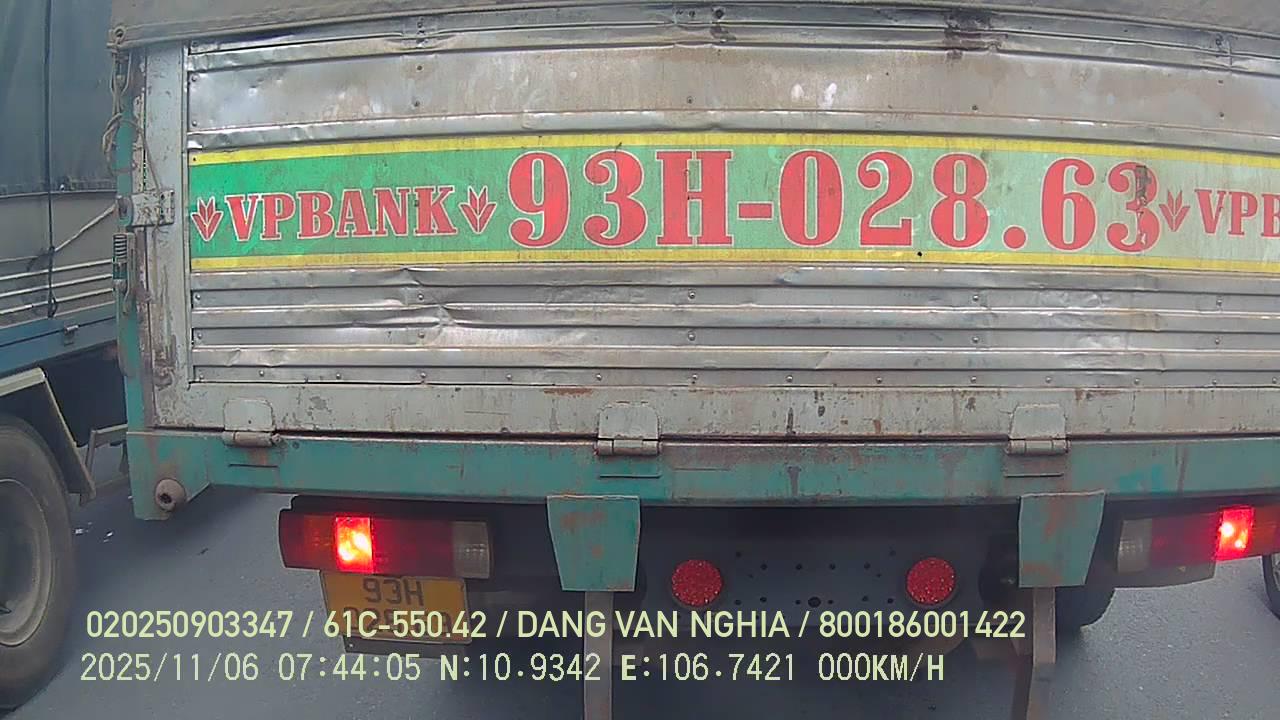 VPBANK 93H-028.63 VPB
93H
020250903347 / 61C-550.42 / DANG VAN NGHIA / 800186001422
2025/11/06 07:44:05 N:10.9342 E:106.7421 000KM/H